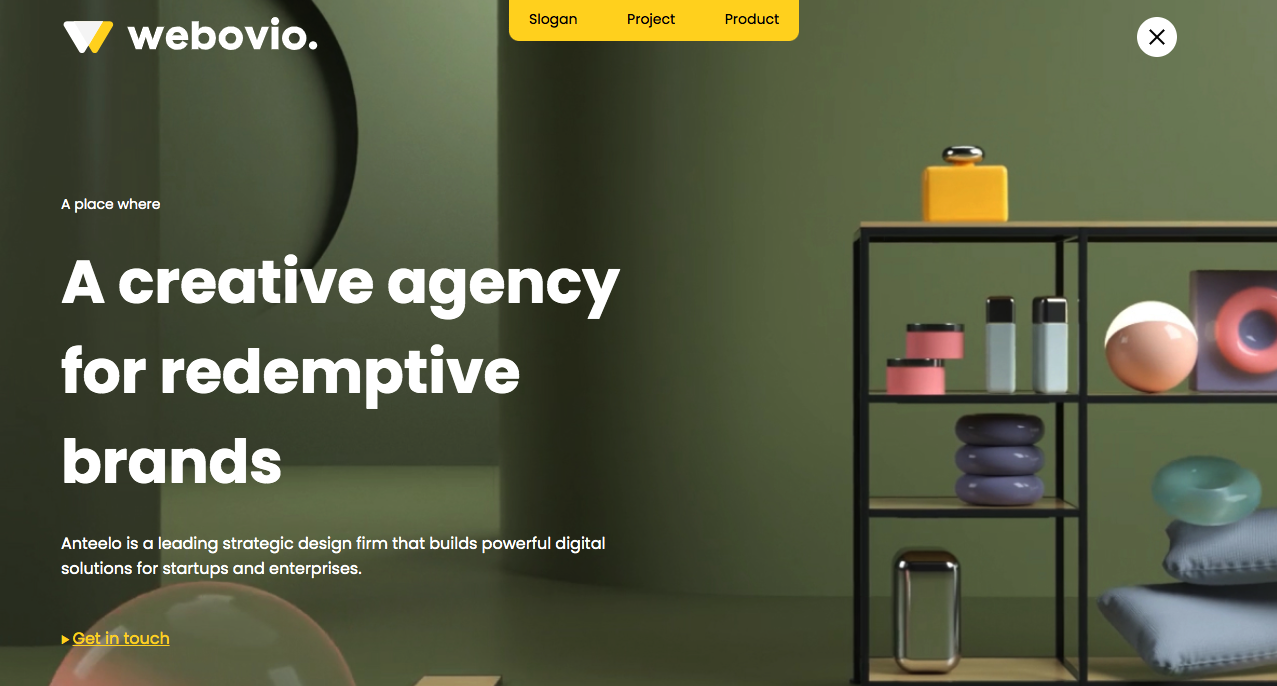 webovio.
Slogan Project Product
A place where
A creative agency
for redemptive
brands
Anteelo is a leading strategic design firm that builds powerful digital
solutions for startups and enterprises.
Get in touch